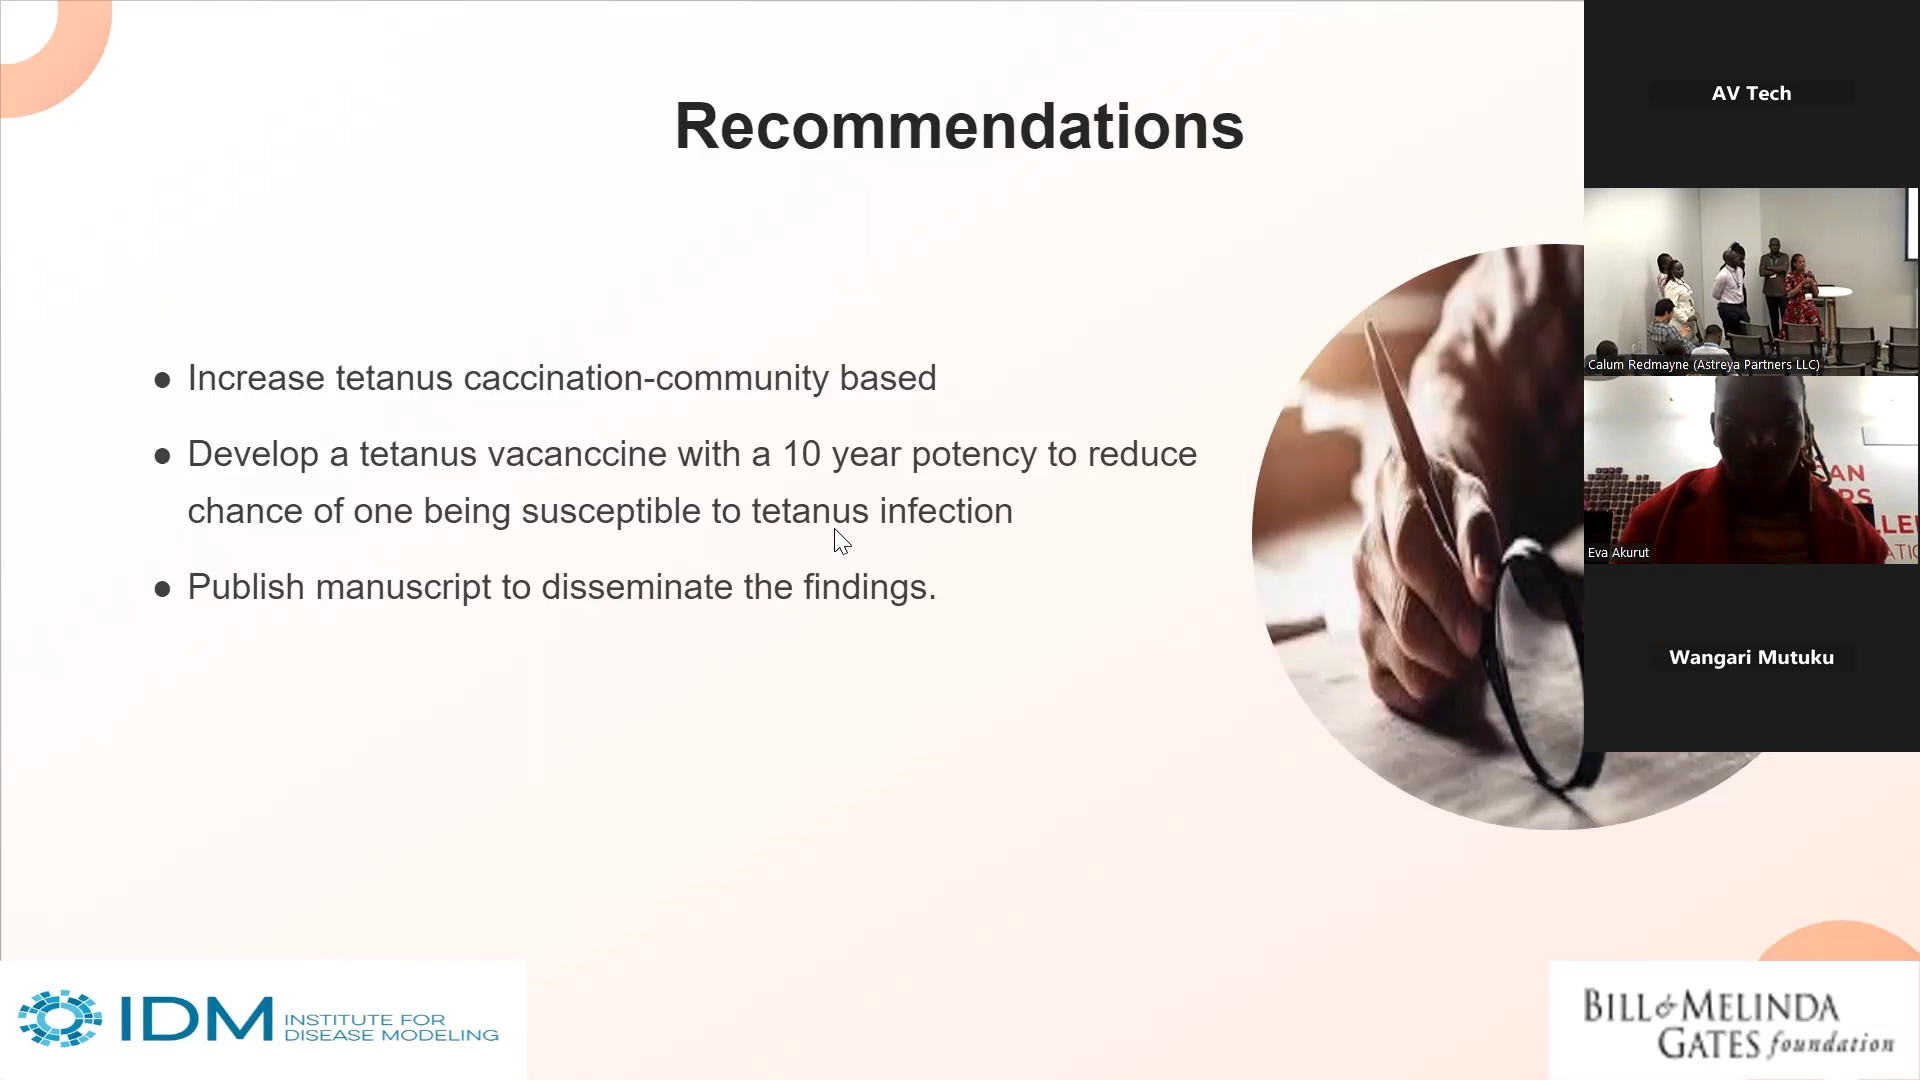 Recommendations
● Increase tetanus caccination-community based
● Develop a tetanus vacanccine with a 10 year potency to reduce
chance of one being susceptible to tetanus infection
● Publish manuscript to disseminate the findings.
AV Tech
Calum Redmayne (Astreya Partners LLC)
Eva Akurut
Wangari Mutuku
IDM INSTITUTE FOR
DISEASE MODELING
BILL & MELINDA
GATES foundation